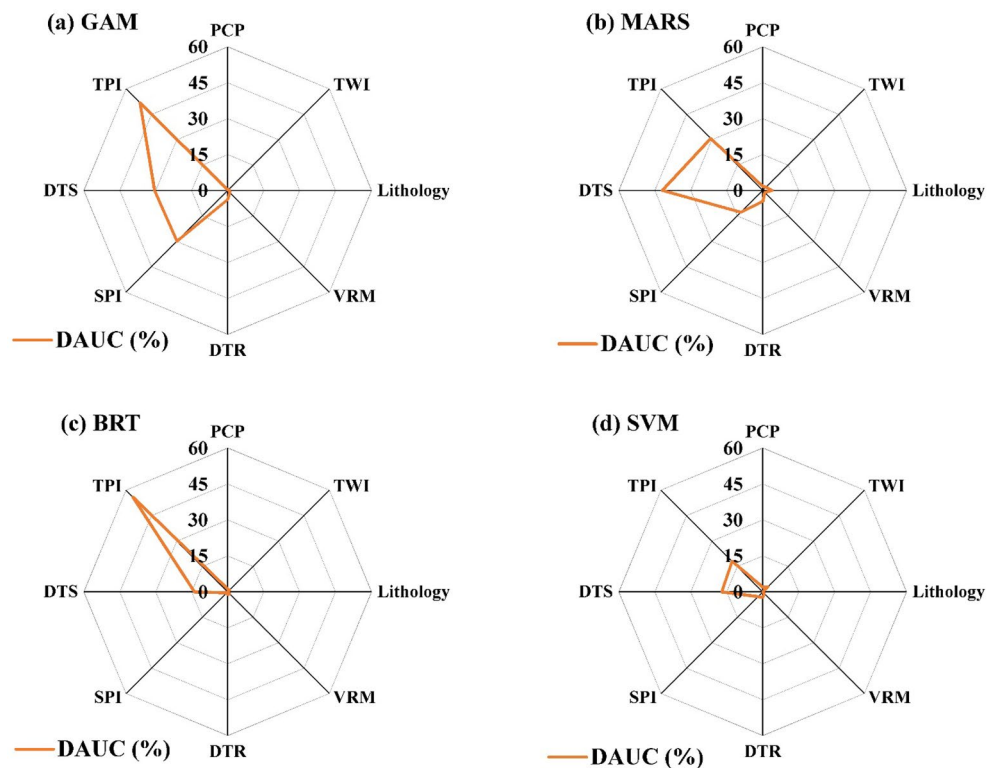 (a) GAM
PCP
60
TPI
TWI
45
30
15
DTS
0
Lithology
SPI
VRM
DTR
DAUC (%)
(b) MARS
PCP
60
TPI
TWI
45
30
15
DTS
0
Lithology
SPI
VRM
DTR
DAUC (%)
(c) BRT
PCP
60
TPI
TWI
45
30
15
DTS
0
Lithology
SPI
VRM
DTR
DAUC (%)
(d) SVM
PCP
60
TPI
TWI
45
30
15
DTS
0
Lithology
SPI
VRM
DTR
DAUC (%)